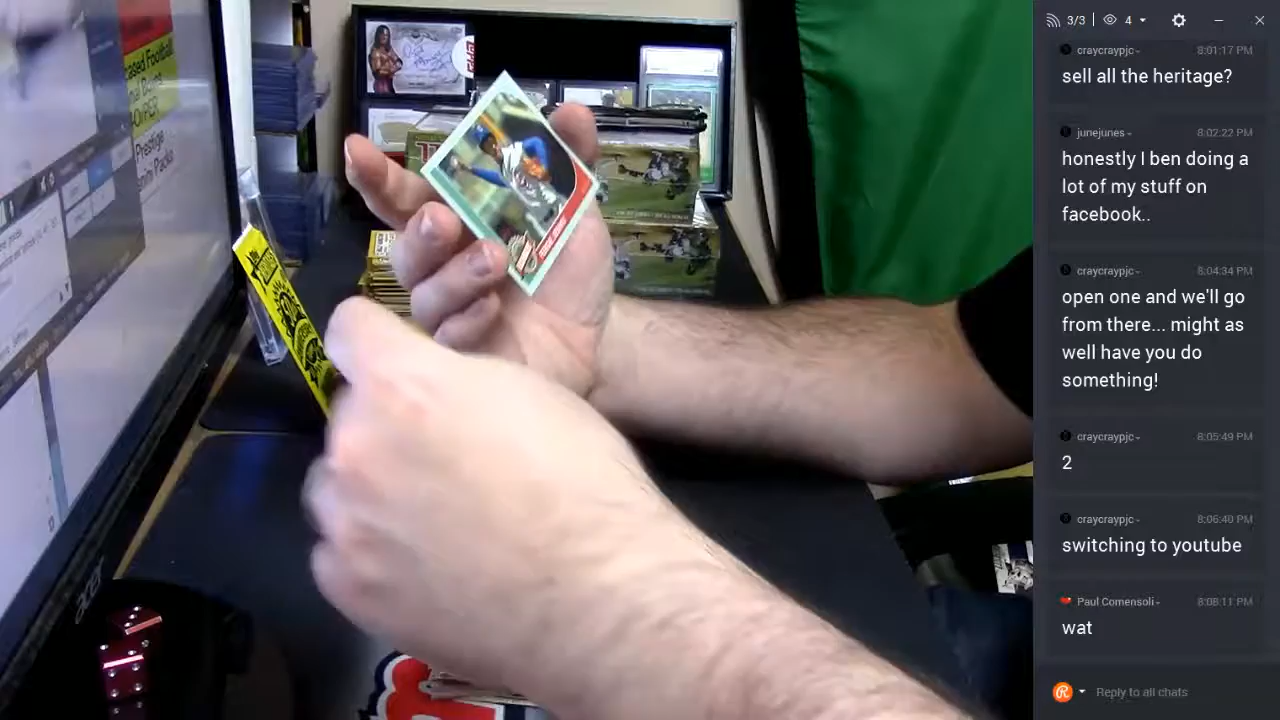 3/3
4
craycraypjc
8:01:17 PM
sell all the heritage?
junejunes
8:02:22 PM
honestly I ben doing a
lot of my stuff on
facebook..
craycraypjc
8:04:34 PM
open one and we'll go
from there... might as
well have you do
something!
craycraypjc
8:05:49 PM
2
craycraypjc
8:06:40 PM
switching to youtube
Paul Comensoli
8:08:11 PM
wat
Reply to all chats
Football
Prestige
Packs
acer